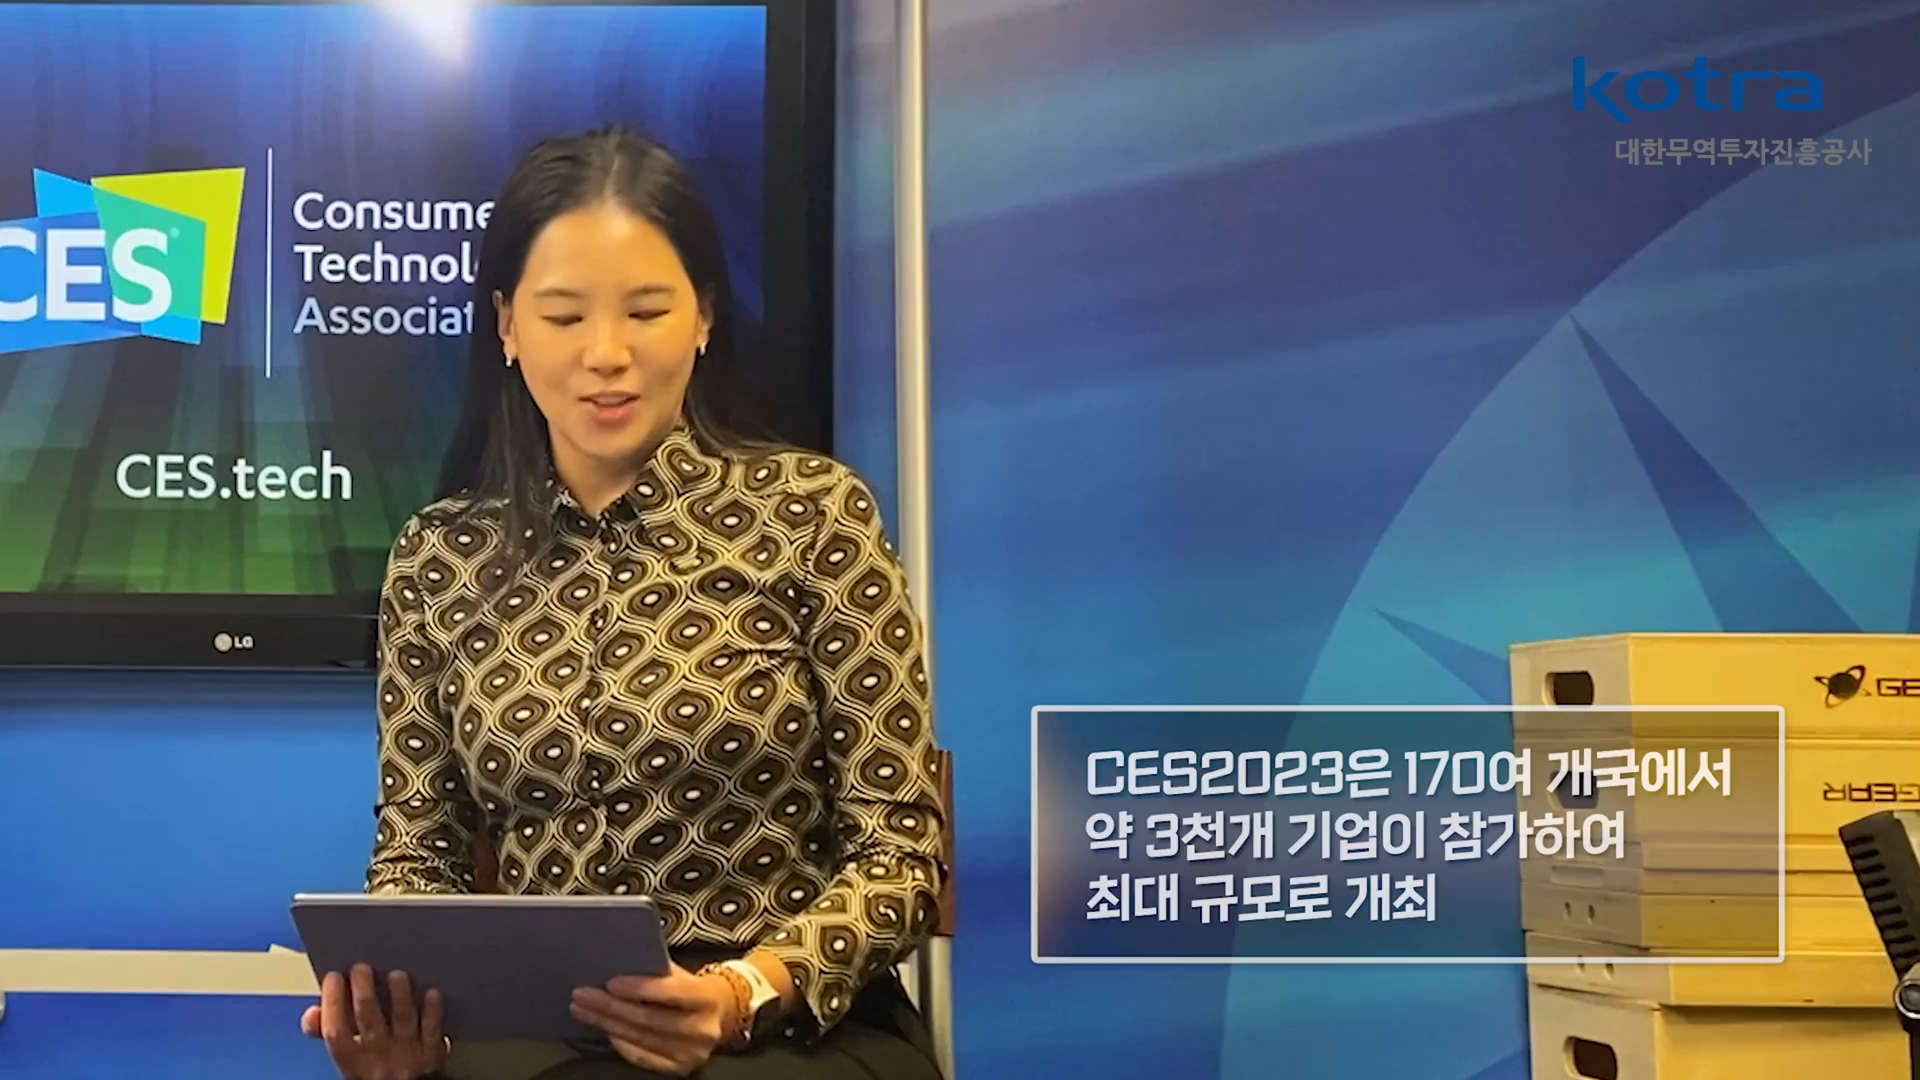 kotra
대한무역투자진흥공사
CES
Consume
Technol
Associat
CES.tech
LG
GE
GEAR
CES2023은 170여 개국에서
약 3천개 기업이 참가하여
최대 규모로 개최